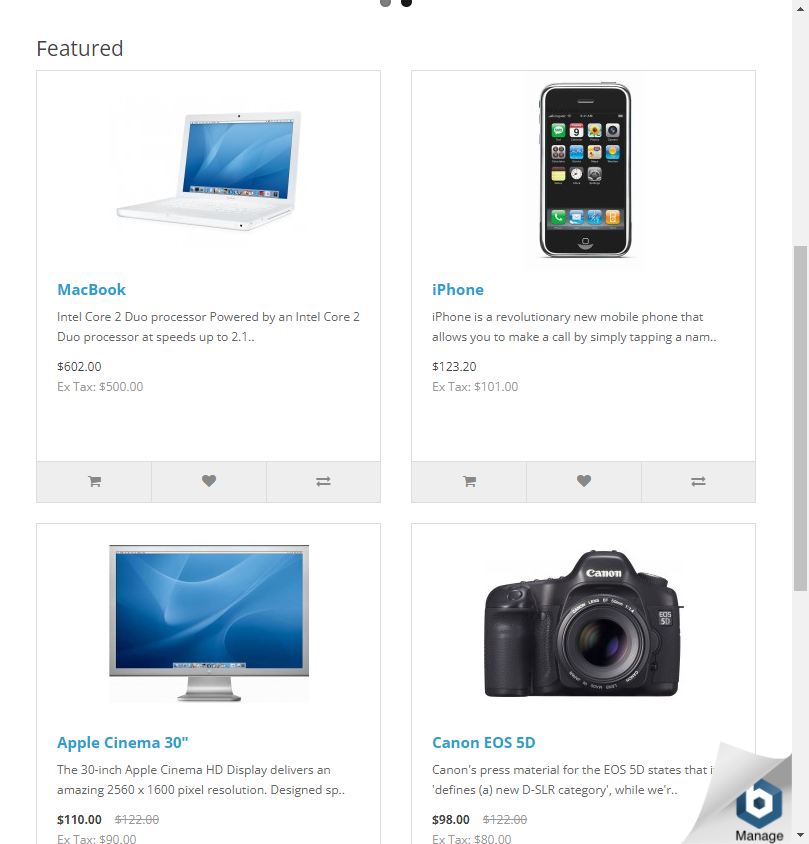 Featured
MacBook
Intel Core 2 Duo processor Powered by an Intel Core 2
Duo processor at speeds up to 2.1..
$602.00
Ex Tax: $500.00
iPhone
iPhone is a revolutionary new mobile phone that
allows you to make a call by simply tapping a nam..
$123.20
Ex Tax: $101.00
Apple Cinema 30"
The 30-inch Apple Cinema HD Display delivers an
amazing 2560 x 1600 pixel resolution. Designed sp..
$110.00 $122.00
Ex Tax: $90.00
Canon
EOS
5D
Canon EOS 5D
Canon's press material for the EOS 5D states that
'defines (a) new D-SLR category', while we'r..
$98.00 $122.00
Ex Tax: $80.00
Manage